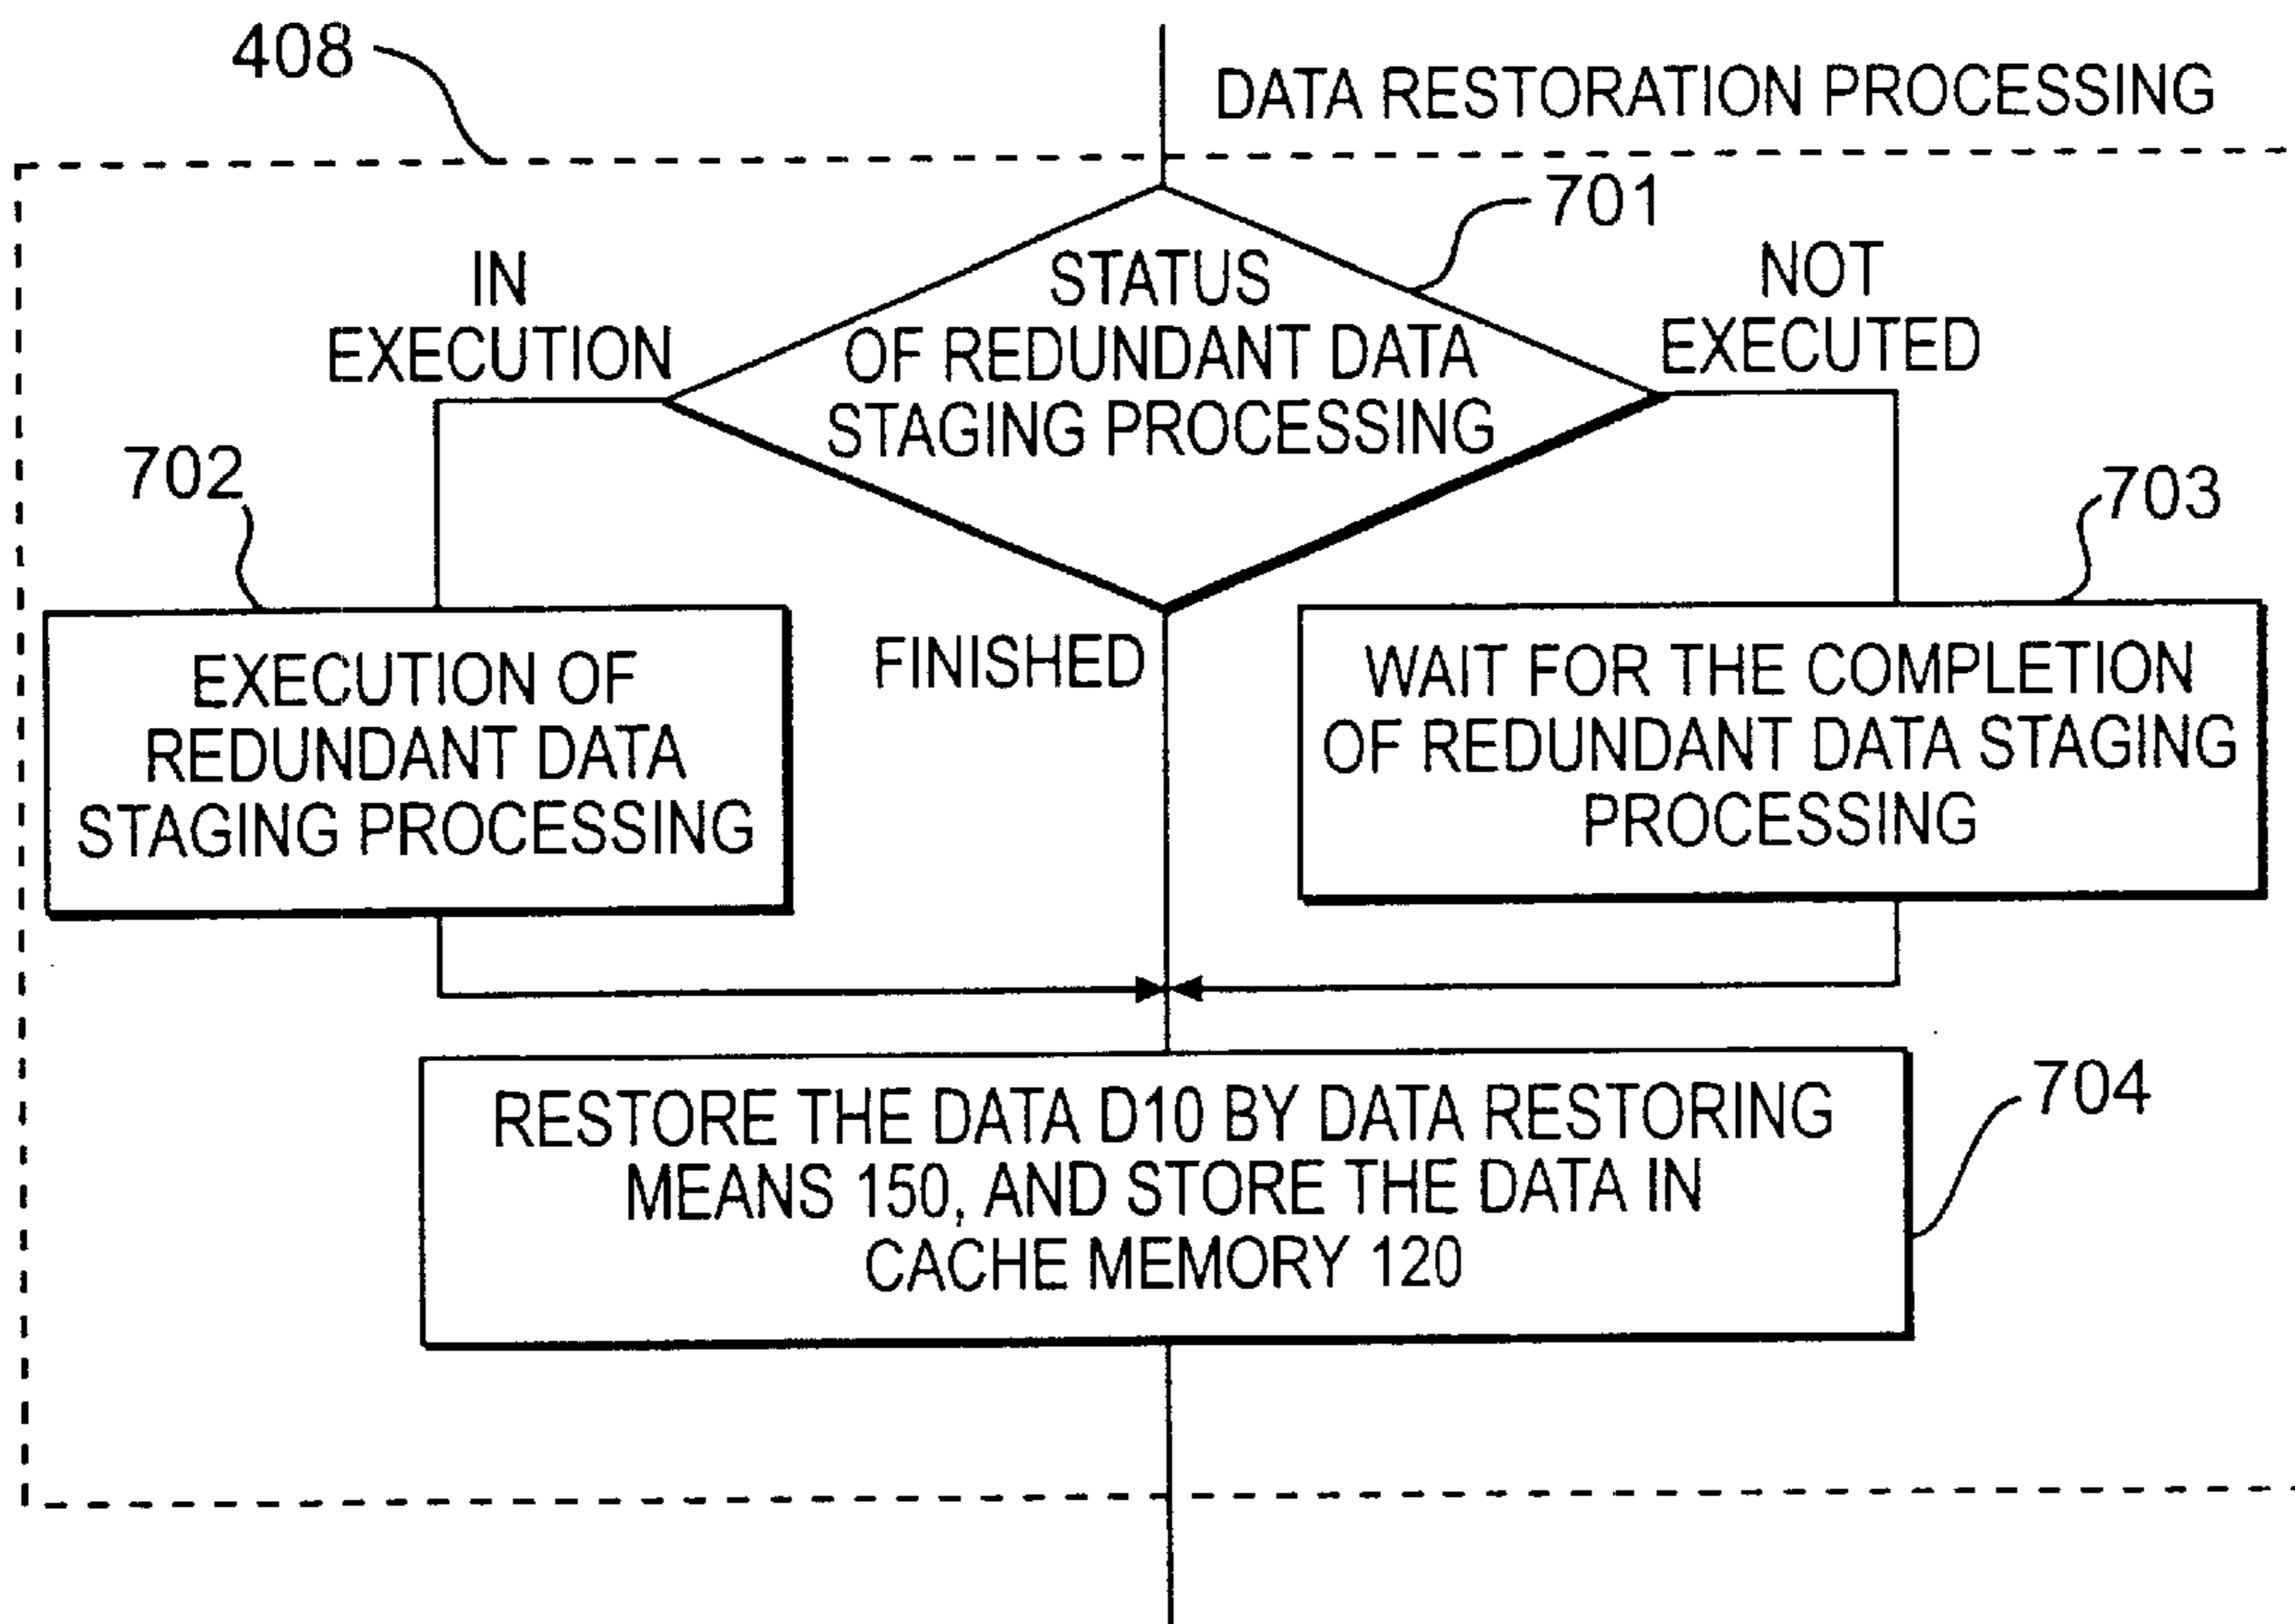 408
DATA RESTORATION PROCESSING
701
IN
EXECUTION
STATUS
OF REDUNDANT DATA
STAGING PROCESSING
NOT
EXECUTED
702
703
FINISHED
EXECUTION OF
REDUNDANT DATA
STAGING PROCESSING
WAIT FOR THE COMPLETION
OF REDUNDANT DATA STAGING
PROCESSING
RESTORE THE DATA D10 BY DATA RESTORING
MEANS 150, AND STORE THE DATA IN
CACHE MEMORY 120
704